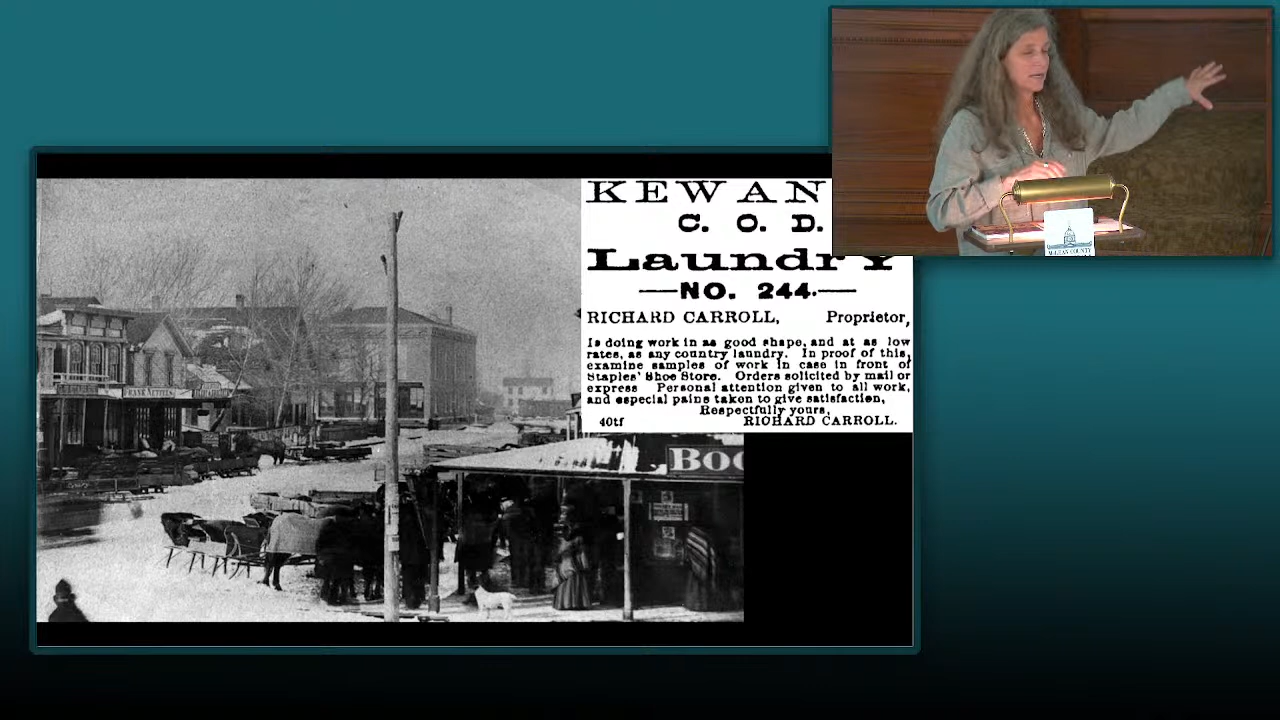 KEWAN
C. O. D.
Laundry
—NO. 244.—
RICHARD CARROLL, Proprietor,
Is doing work in as good shape, and at as low
rates, as any country laundry. In proof of this,
examine samples of work in case in front of
Staples' Shoe Store. Orders solicited by mail or
express Personal attention given to all work,
and especial pains taken to give satisfaction,
Respectfully yours,
40tf RICHARD CARROLL.
FRANK NETTLES
BOO
COUNTY